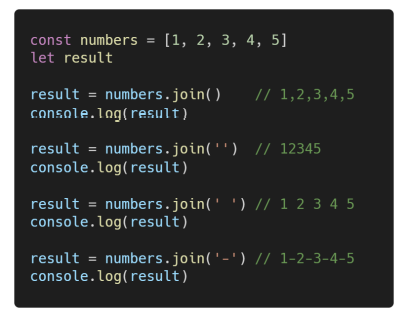 const numbers = [1, 2, 3, 4, 5]
let result
result = numbers.join()    // 1,2,3,4,5
console.log(result)
result = numbers.join('')  // 12345
console.log(result)
result = numbers.join(' ') // 1 2 3 4 5
console.log(result)
result = numbers.join('-') // 1-2-3-4-5
console.log(result)